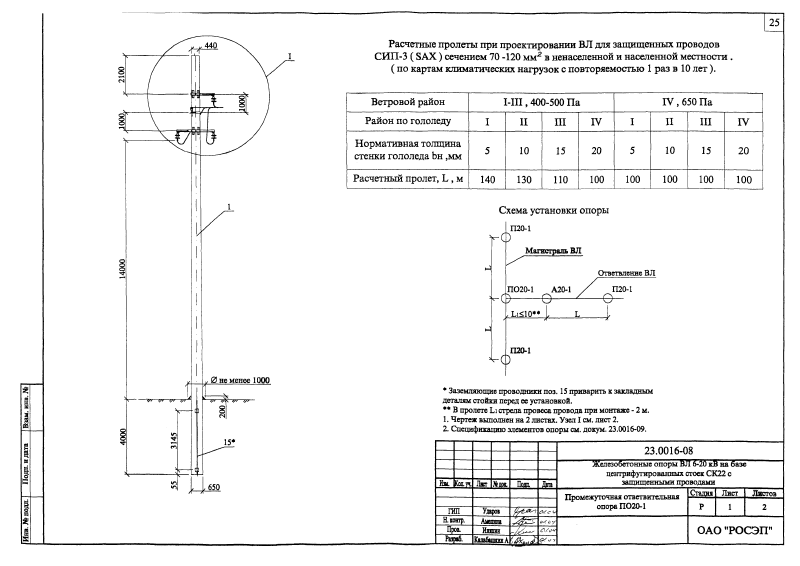 25
Расчетные пролеты при проектировании ВЛ для защищенных проводов
СИП-3 ( SAX ) сечением 70 -120 мм² в ненаселенной и населенной местности .
( по картам климатических нагрузок с повторяемостью 1 раз в 10 лет ).
Ветровой район I-III , 400-500 Па IV , 650 Па
Район по гололеду I II III IV I II III IV
Нормативная толщина
стенки гололеда bн ,мм 5 10 15 20 5 10 15 20
Расчетный пролет, L , м 140 130 110 100 100 100 100 100
440
1
2100
1000
1000
1
14000
Ø не менее 1000
200
3145
4000
15*
55
650
Схема установки опоры
П20-1
Магистраль ВЛ
L
Ответвление ВЛ
ПО20-1 А20-1 П20-1
L₁≤10** L
L
П20-1
* Заземляющие проводники поз. 15 приварить к закладным
деталям стойки перед ее установкой.
** В пролете L₁ стрела провеса провода при монтаже - 2 м.
1. Чертеж выполнен на 2 листах. Узел I см. лист 2.
2. Спецификацию элементов опоры см. докум. 23.0016-09.
23.0016-08
Железобетонные опоры ВЛ 6-20 кВ на базе
центрифугированных стоек СК22 с
защищенными проводами
Изм. Кол. уч. Лист № док. Подп. Дата
Промежуточная ответвительная
опора ПО20-1
Стадия Лист Листов
Р 1 2
ГИП Ударов
Н. контр. Амелина
Пров.
Разраб. Калабашкин А
ОАО "РОСЭП"
Взам. инв. №
Подп. и дата
Инв. № подл.